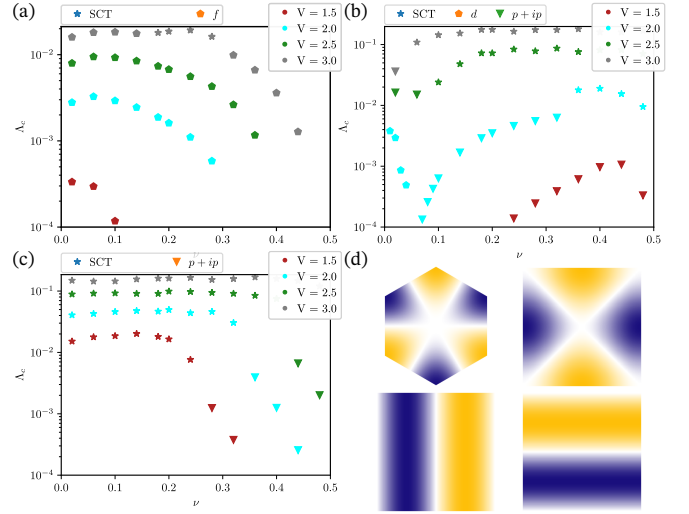 (a)
SCT
f
V = 1.5
V = 2.0
V = 2.5
V = 3.0
Λc
10⁻²
10⁻³
10⁻⁴
0.0 0.1 0.2 0.3 0.4 0.5
(b)
SCT
d
p + ip
V = 1.5
V = 2.0
V = 2.5
V = 3.0
Λc
10⁻¹
10⁻²
10⁻³
10⁻⁴
0.0 0.1 0.2 0.3 0.4 0.5
ν
(c)
SCT
p + ip
V = 1.5
V = 2.0
V = 2.5
V = 3.0
Λc
10⁻¹
10⁻²
10⁻³
10⁻⁴
0.0 0.1 0.2 0.3 0.4 0.5
ν
(d)